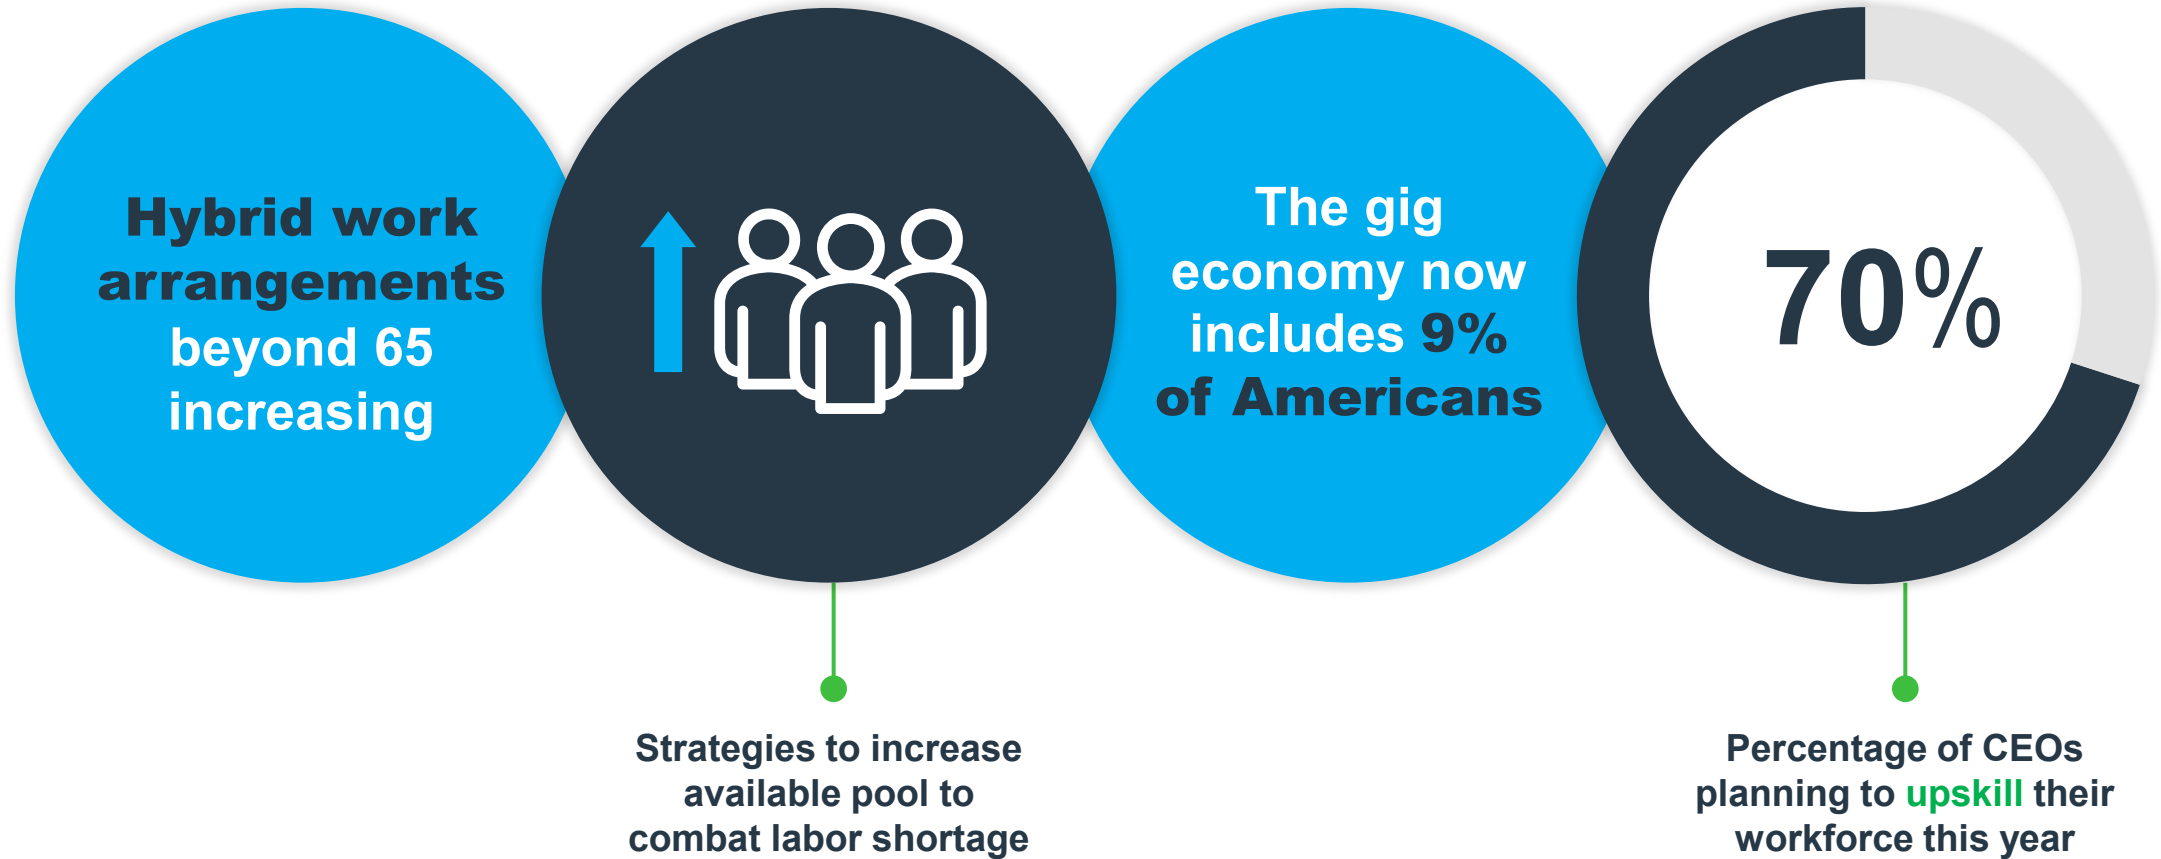 Hybrid work
arrangements
beyond 65
increasing
The gig
economy now
includes 9%
of Americans
70%
Strategies to increase
available pool to
combat labor shortage
Percentage of CEOs
planning to upskill their
workforce this year